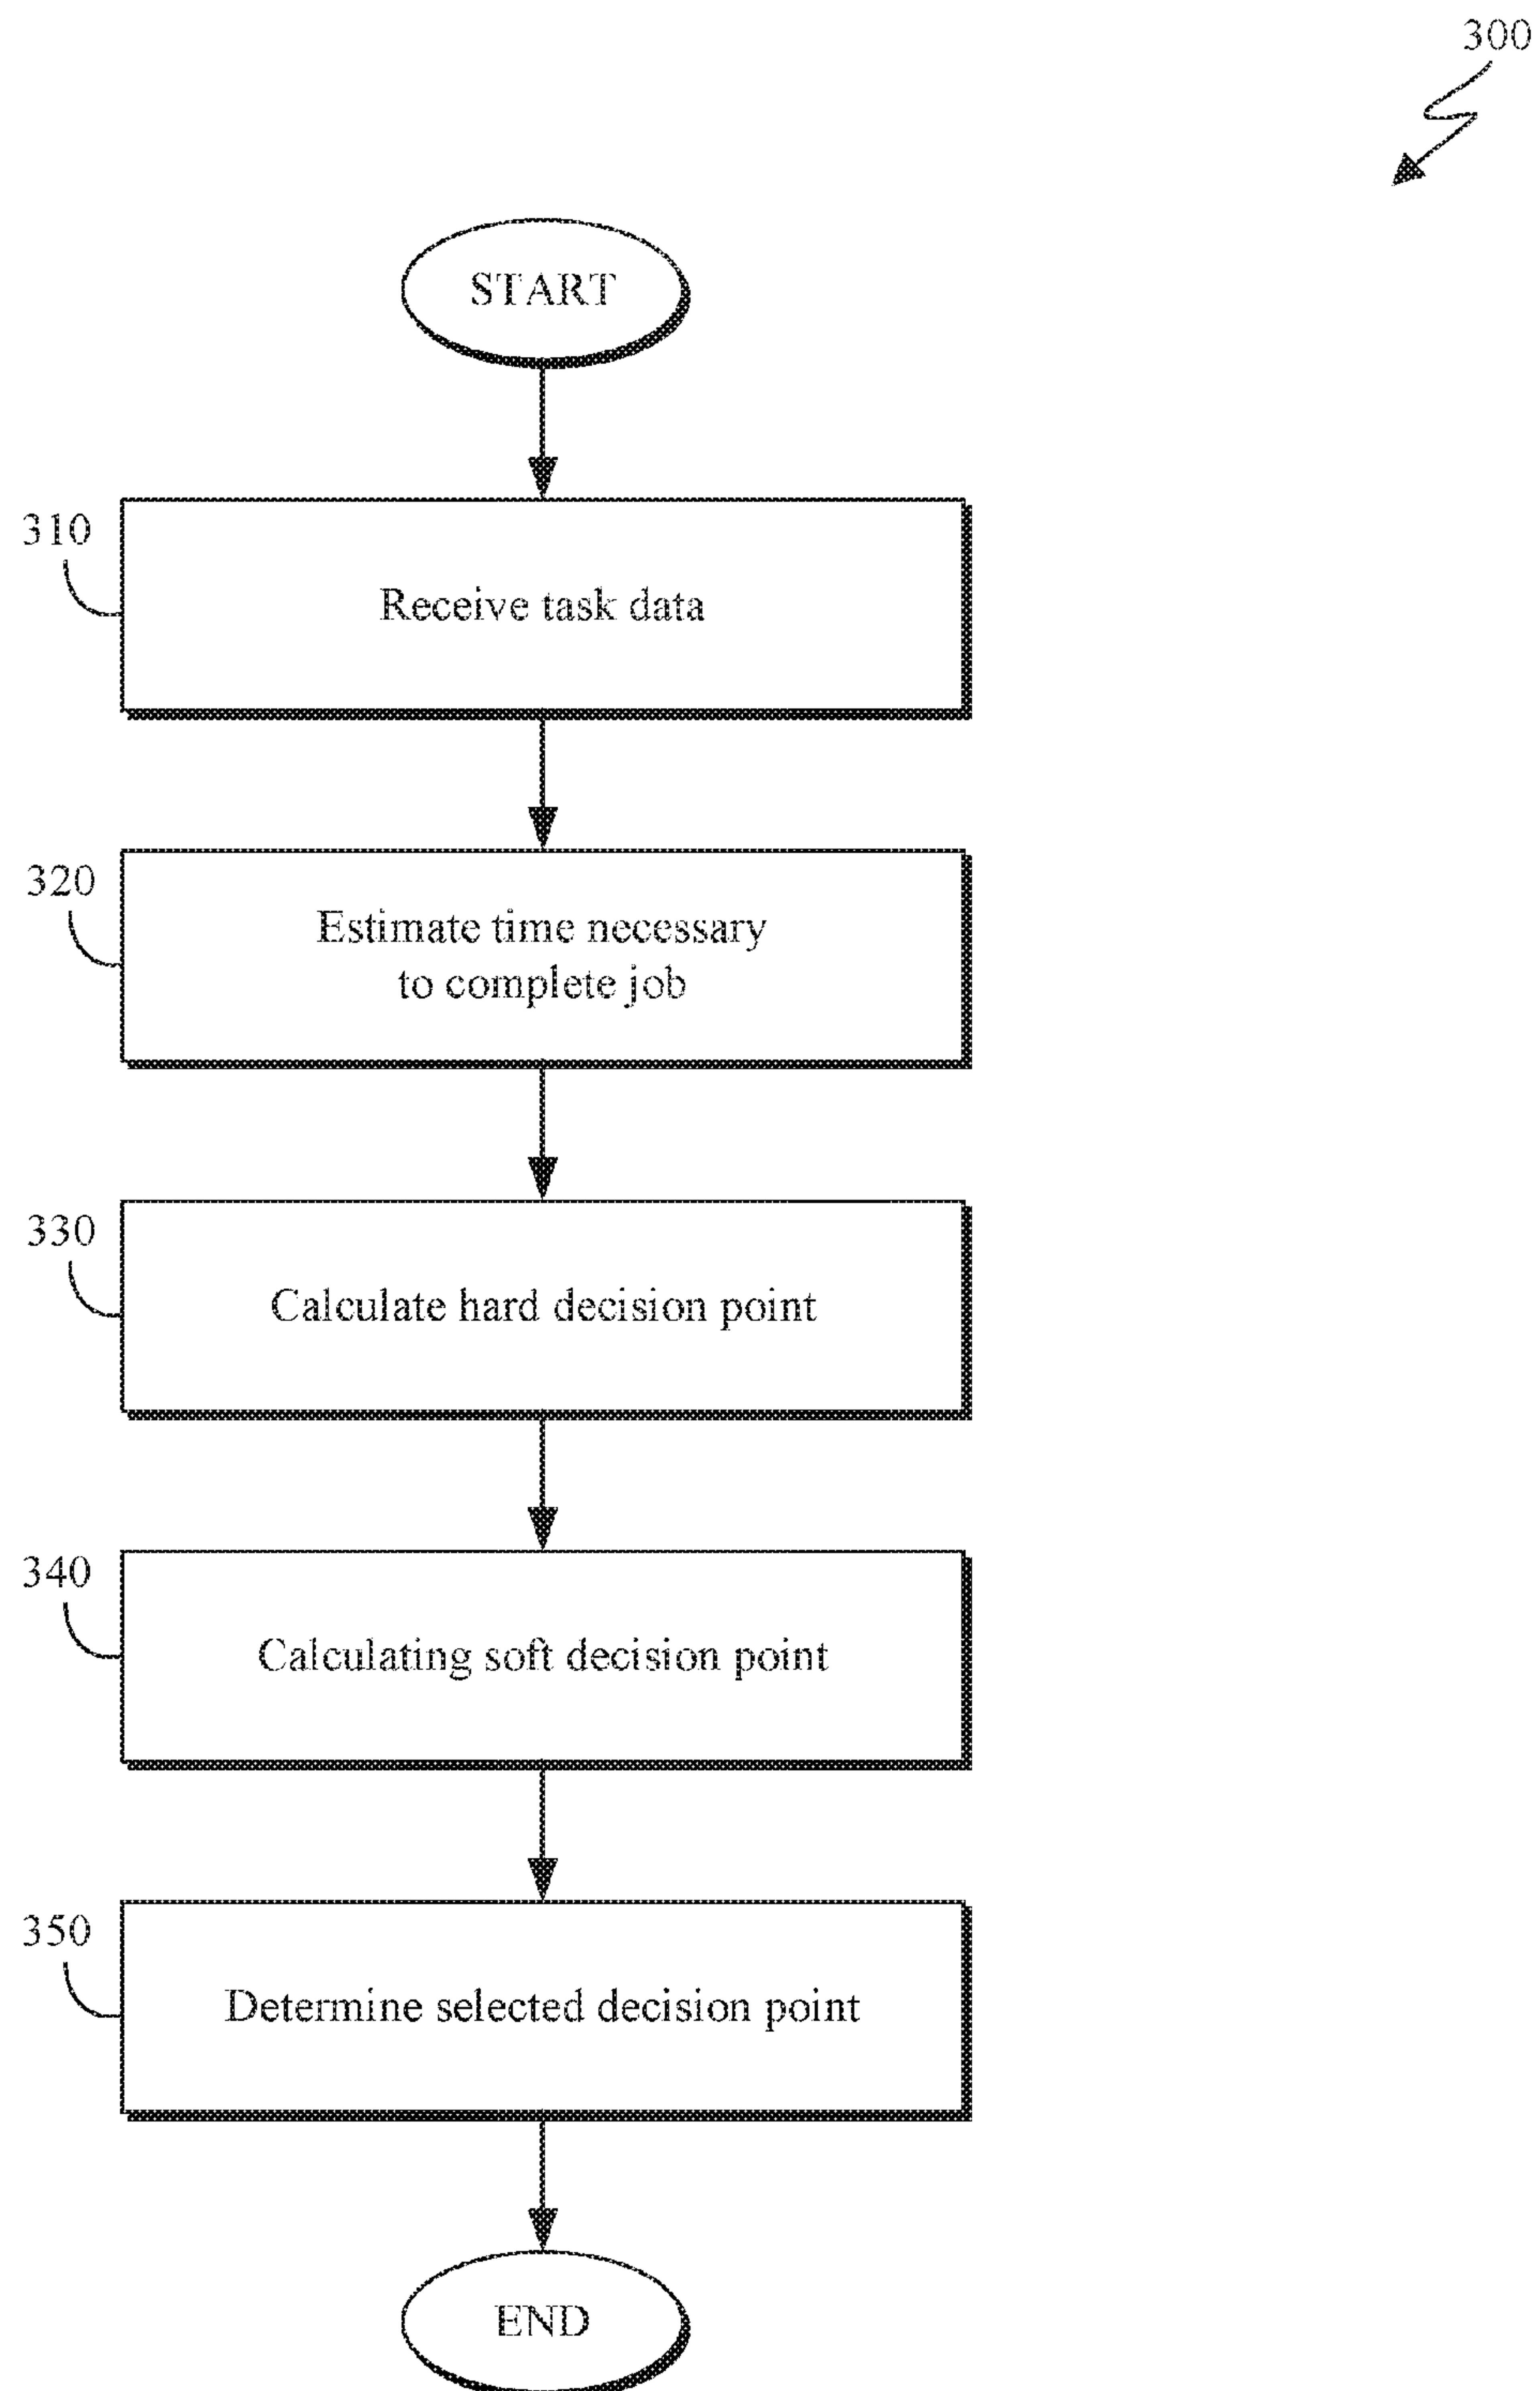 300
START
310
Receive task data
320
Estimate time necessary
to complete job
330
Calculate hard decision point
340
Calculating soft decision point
350
Determine selected decision point
END